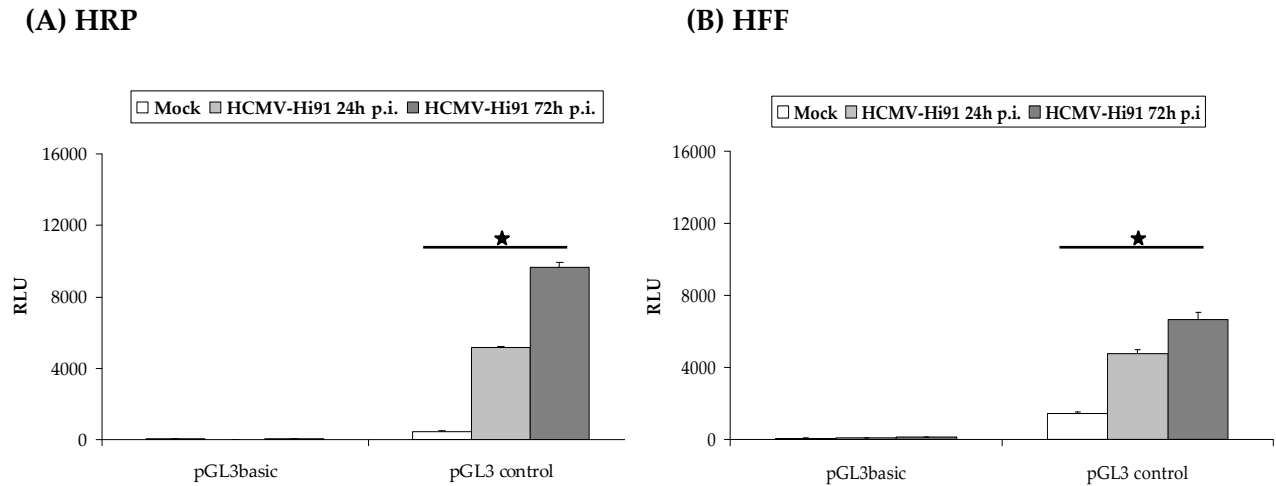 (A) HRP
(B) HFF
Mock HCMV-Hi91 24h p.i. HCMV-Hi91 72h p.i.
16000
12000
8000
4000
0
RLU
pGL3basic
pGL3 control
Mock HCMV-Hi91 24h p.i. HCMV-Hi91 72h p.i
16000
12000
8000
4000
0
RLU
pGL3basic
pGL3 control